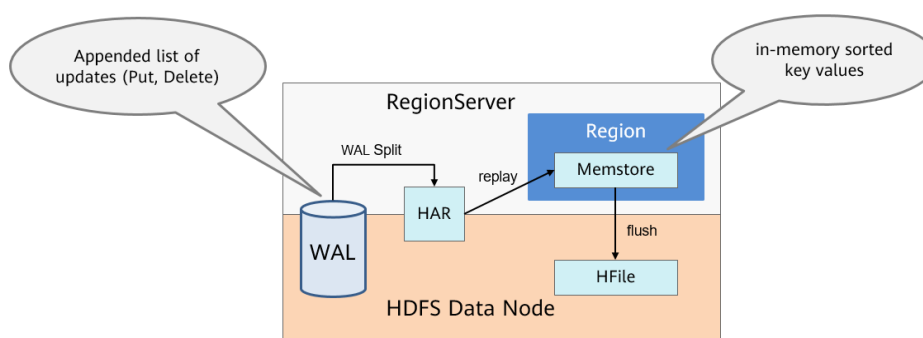 Appended list of
updates (Put, Delete)
in-memory sorted
key values
RegionServer
Region
WAL Split
Memstore
replay
HAR
flush
WAL
HFile
HDFS Data Node